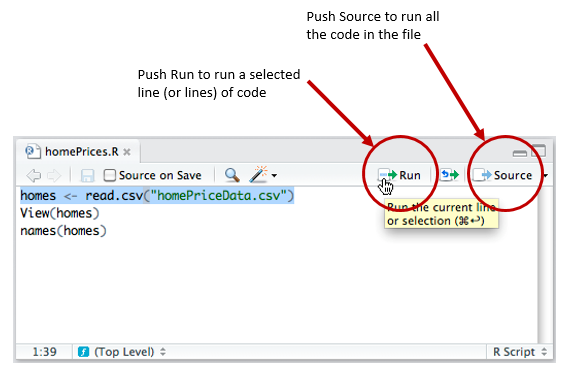 Push Source to run all
the code in the file
Push Run to run a selected
line (or lines) of code
homePrices.R ×
Source on Save
Run
Source
homes <- read.csv("homePriceData.csv")
View(homes)
names(homes)
Run the current line
or selection (⌘↩)
1:39
(Top Level)
R Script